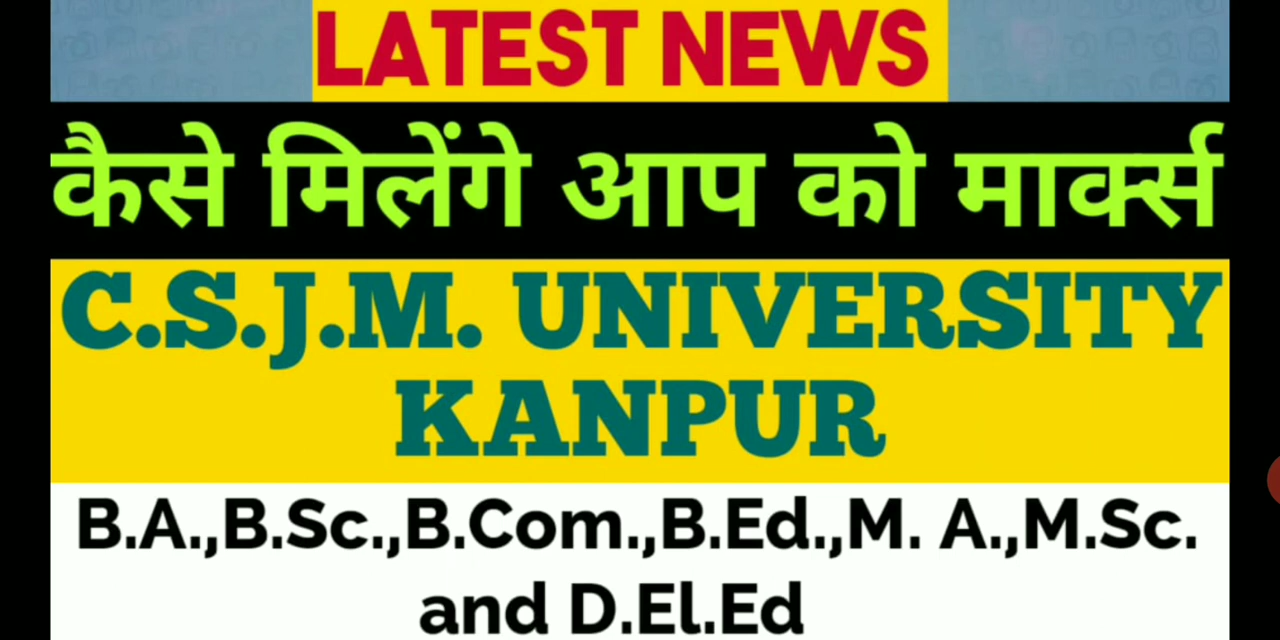 LATEST NEWS
कैसे मिलेंगे आप को मार्क्स
C.S.J.M. UNIVERSITY
KANPUR
B.A.,B.Sc.,B.Com.,B.Ed.,M. A.,M.Sc.
and D.El.Ed